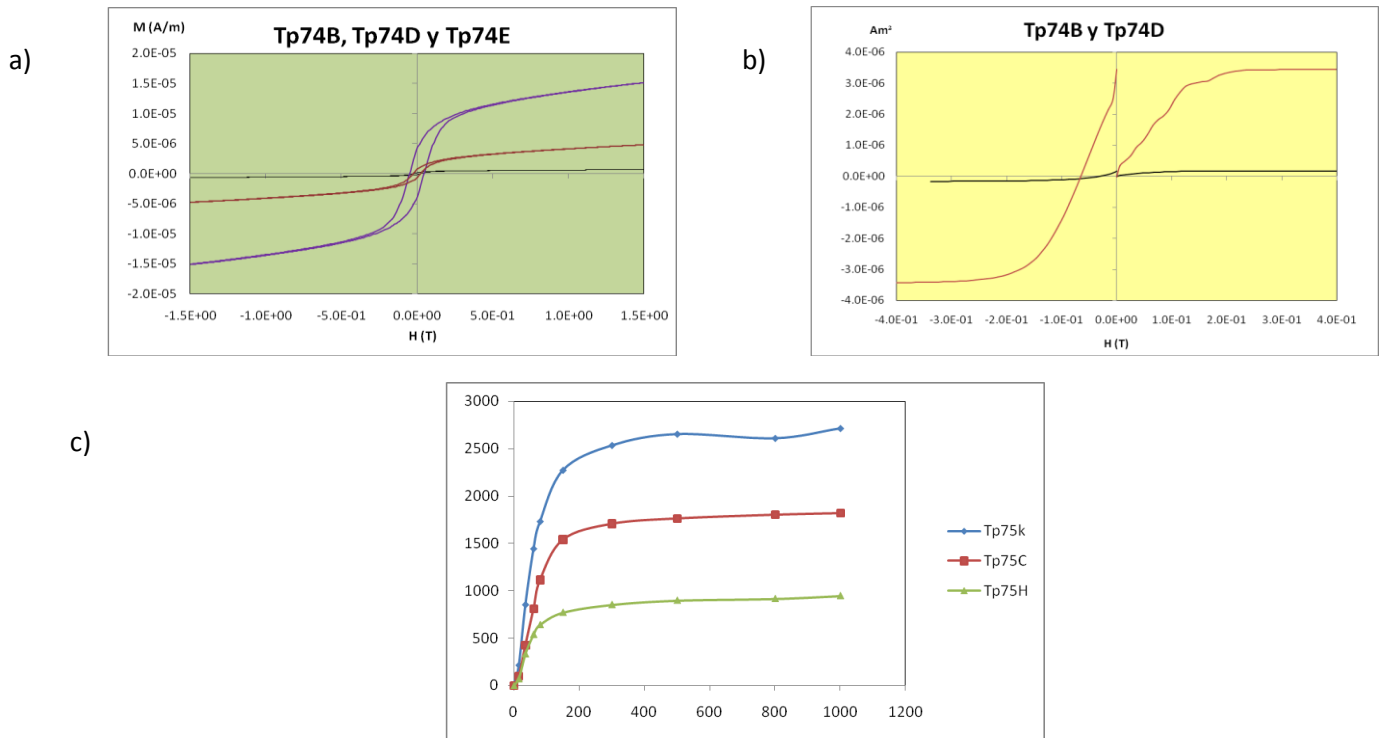 a)
M (A/m)
Tp74B, Tp74D y Tp74E
2.0E-05
1.5E-05
1.0E-05
5.0E-06
0.0E+00
-5.0E-06
-1.0E-05
-1.5E-05
-2.0E-05
-1.5E+00 -1.0E+00 -5.0E-01 0.0E+00 5.0E-01 1.0E+00 1.5E+00
H (T)
b)
Am²
Tp74B y Tp74D
4.0E-06
3.0E-06
2.0E-06
1.0E-06
0.0E+00
-1.0E-06
-2.0E-06
-3.0E-06
-4.0E-06
-4.0E-01 -3.0E-01 -2.0E-01 -1.0E-01 0.0E+00 1.0E-01 2.0E-01 3.0E-01 4.0E-01
H (T)
c)
3000
2500
2000
1500
1000
500
0
0 200 400 600 800 1000 1200
Tp75k
Tp75C
Tp75H